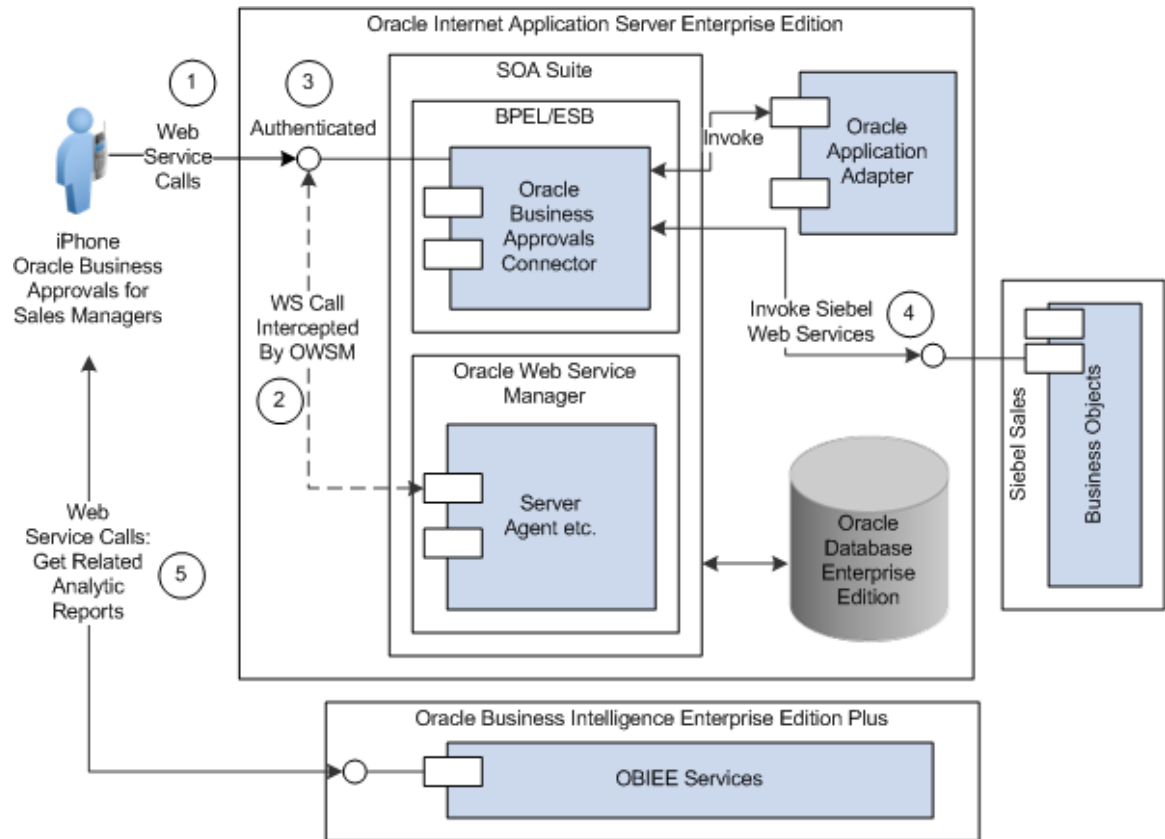 Oracle Internet Application Server Enterprise Edition
1
3
SOA Suite
BPEL/ESB
Authenticated
Web
Service
Calls
Invoke
Oracle
Application
Adapter
Oracle
Business
Approvals
Connector
iPhone
Oracle Business
Approvals for
Sales Managers
WS Call
Intercepted
By OWSM
2
Invoke Siebel
Web Services
4
Siebel Sales
Business Objects
Oracle Web Service
Manager
Server
Agent etc.
Oracle
Database
Enterprise
Edition
Web
Service Calls:
Get Related
Analytic
Reports
5
Oracle Business Intelligence Enterprise Edition Plus
OBIEE Services